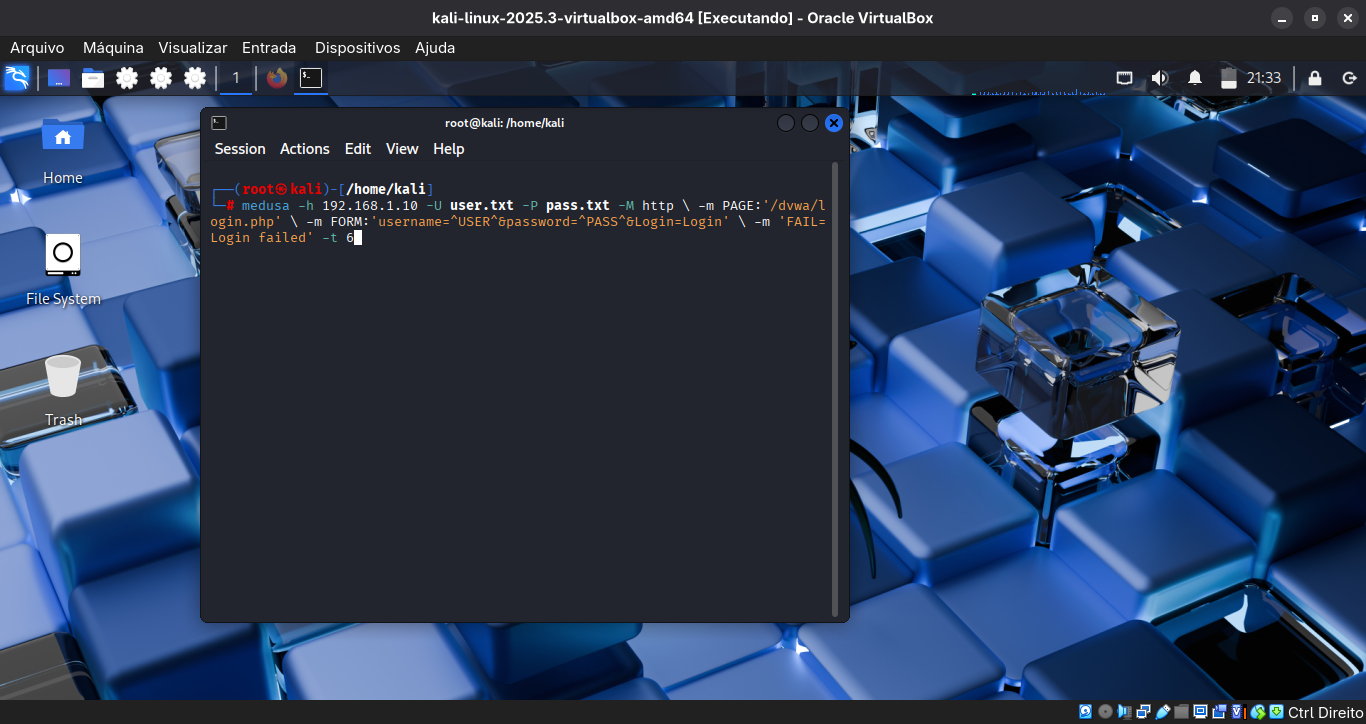 kali-linux-2025.3-virtualbox-amd64 [Executando] - Oracle VirtualBox
Arquivo Máquina Visualizar Entrada Dispositivos Ajuda
1
21:33
root@kali: /home/kali
Session Actions Edit View Help
┌──(root㉿kali)-[/home/kali]
└─# medusa -h 192.168.1.10 -U user.txt -P pass.txt -M http \ -m PAGE:'/dvwa/l
ogin.php' \ -m FORM:'username=^USER^&password=^PASS^&Login=Login' \ -m 'FAIL=
Login failed' -t 6
Home
File System
Trash
Ctrl Direito